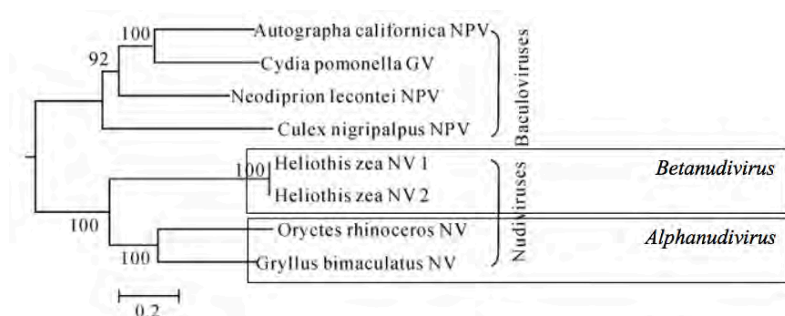 100
Autographa californica NPV
92
Cydia pomonella GV
Neodiprion lecontei NPV
Culex nigripalpus NPV
Baculoviruses
100
Heliothis zea NV 1
Heliothis zea NV 2
Betanudivirus
100
Oryctes rhinoceros NV
100
Gryllus bimaculatus NV
Nudiviruses
Alphanudivirus
0.2